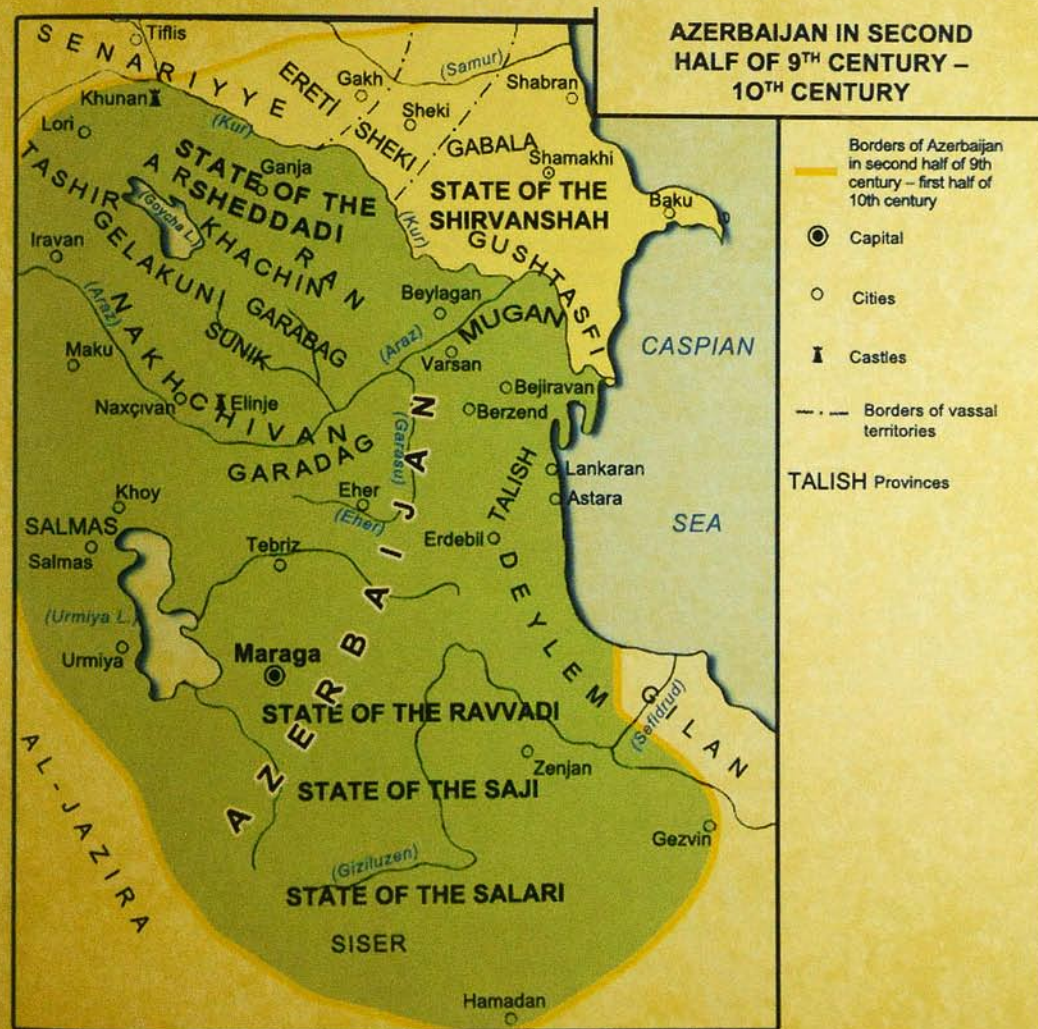 AZERBAIJAN IN SECOND
HALF OF 9TH CENTURY –
10TH CENTURY
Borders of Azerbaijan
in second half of 9th
century – first half of
10th century
Capital
Cities
Castles
Borders of vassal
territories
TALISH Provinces
SENARIYYE
Tiflis
ERETI
Gakh
(Samur)
Shabran
Khunan
Sheki
SHEKI
GABALA
Lori
(Kur)
Shamakhi
TASHIR
STATE OF THE
SHEDDADI
Ganja
ARRAN
STATE OF THE
SHIRVANSHAH
Baku
(Goycha L.)
KHACHIN
(Kur)
GUSHTASFI
Iravan
GELAKUNI
GARABAG
Beylagan
MUGAN
(Araz)
SUNIK
(Araz)
Varsan
CASPIAN
SEA
Maku
NAKHCHIVAN
Naxçıvan
Elinje
Bejiravan
Berzend
GARADAG
(Garasu)
AZERBAIJAN
Lankaran
Astara
TALISH
Khoy
Eher
(Eher)
SALMAS
Salmas
Tebriz
Erdebil
DEYLEM
(Urmiya L.)
Urmiya
Maraga
STATE OF THE RAVVADI
GILAN
(Sefidrud)
Zenjan
STATE OF THE SAJI
AL-JAZIRA
Gezvin
(Giziluzen)
STATE OF THE SALARI
SISER
Hamadan